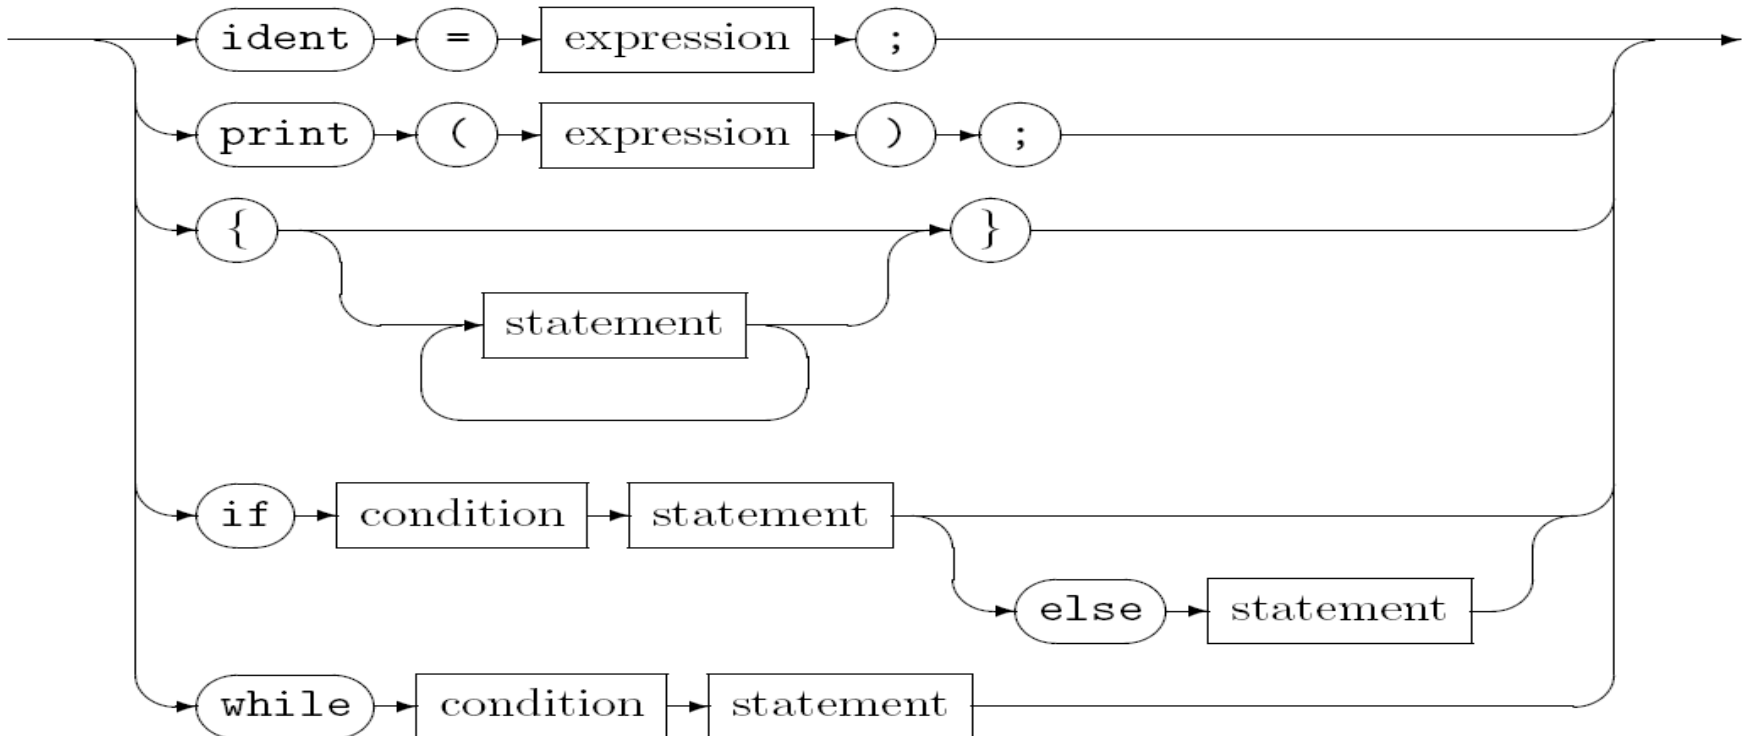 ident = expression ;
print ( expression ) ;
{ }
statement
if condition statement
else statement
while condition statement